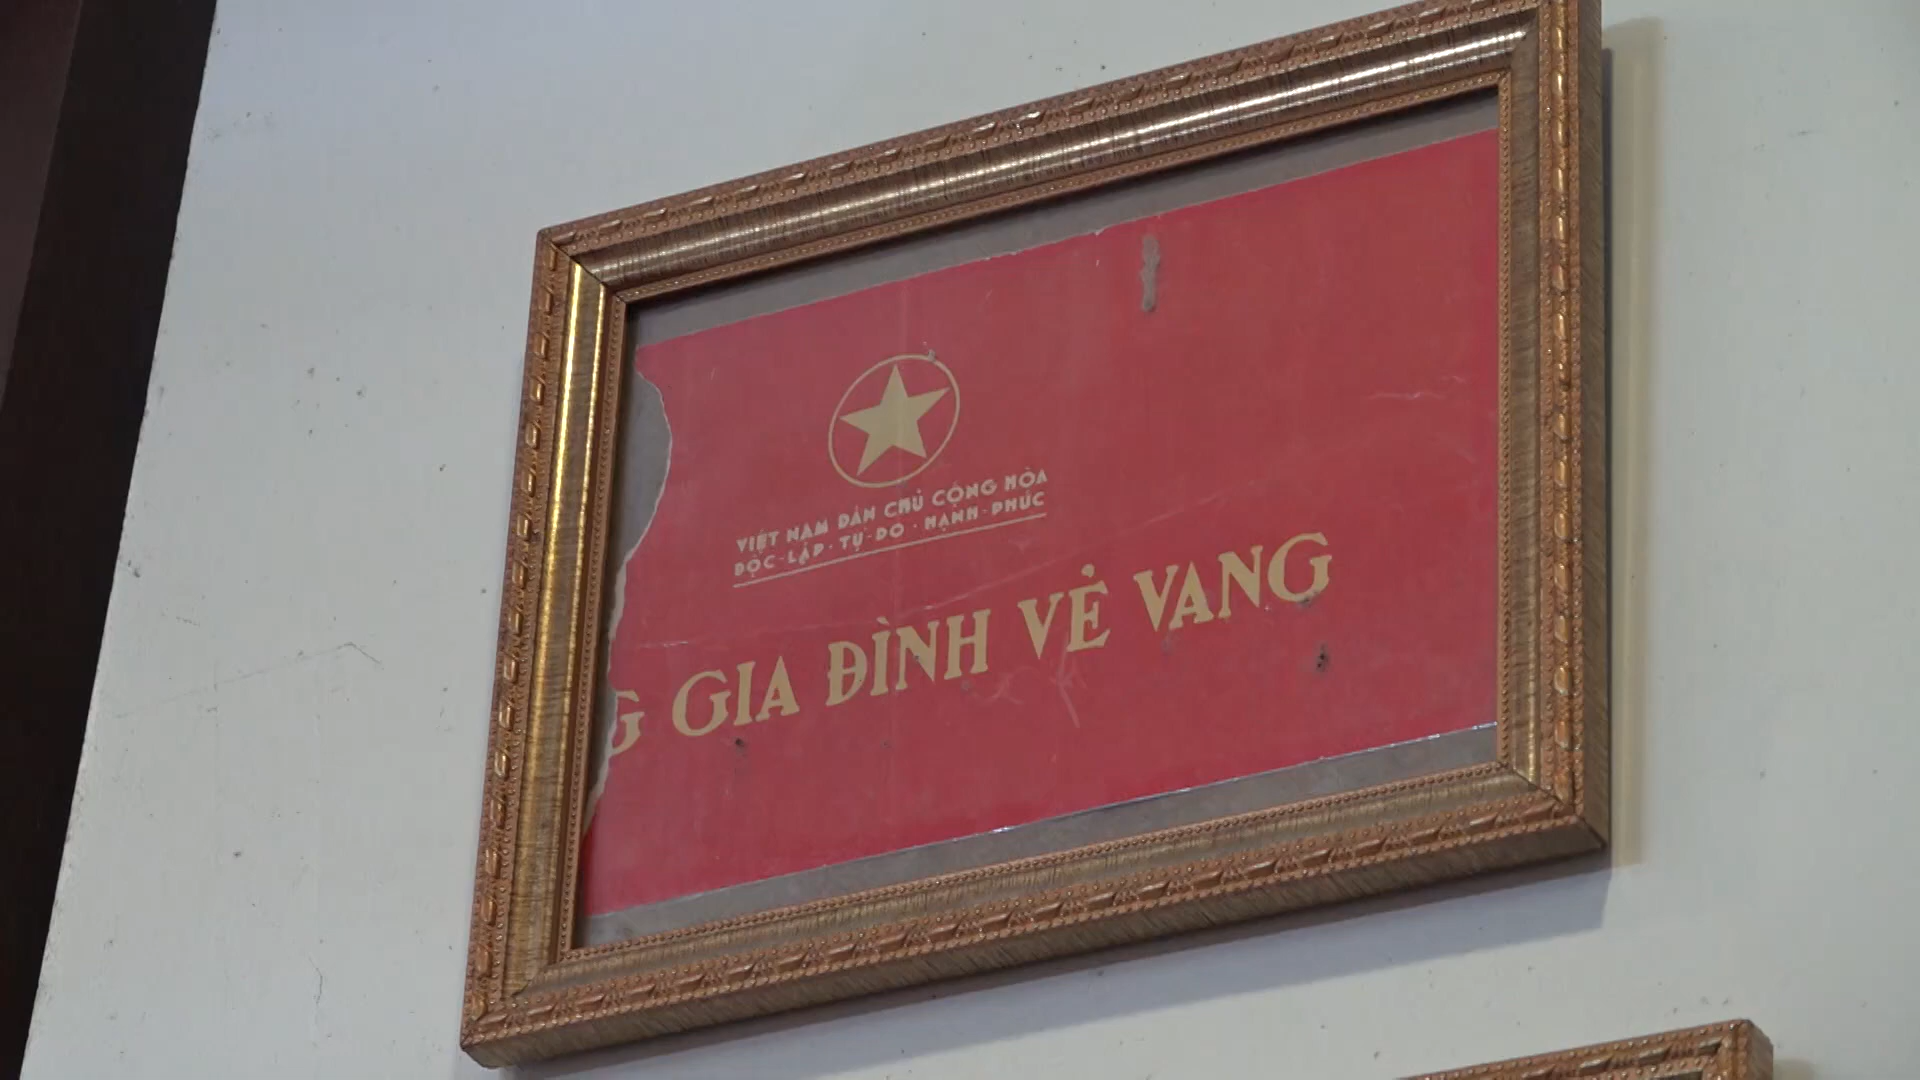 VIỆT NAM DÂN CHỦ CỘNG HÒA
ĐỘC-LẬP·TỰ-DO·HẠNH-PHÚC
G GIA ĐÌNH VẺ VANG